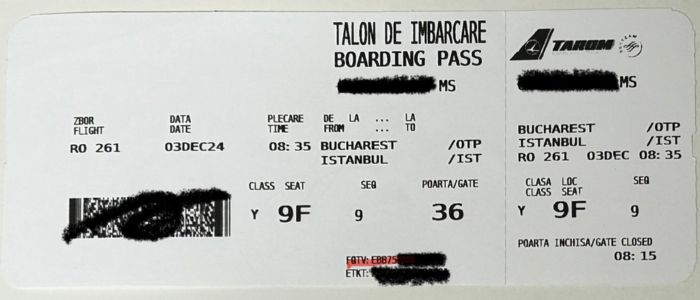 TALON DE IMBARCARE
BOARDING PASS
MS
ZBOR DATA PLECARE DE LA ... LA
FLIGHT DATE TIME FROM ... TO
RO 261 03DEC24 08:35 BUCHAREST /OTP
ISTANBUL /IST
CLASS SEAT SEQ POARTA/GATE
Y 9F 9 36
FQTV: EB875
ETKT:
TAROM
SKYTEAM
MS
BUCHAREST /OTP
ISTANBUL /IST
RO 261 03DEC 08:35
CLASA LOC SEQ
CLASS SEAT
Y 9F 9
POARTA INCHISA/GATE CLOSED
08:15